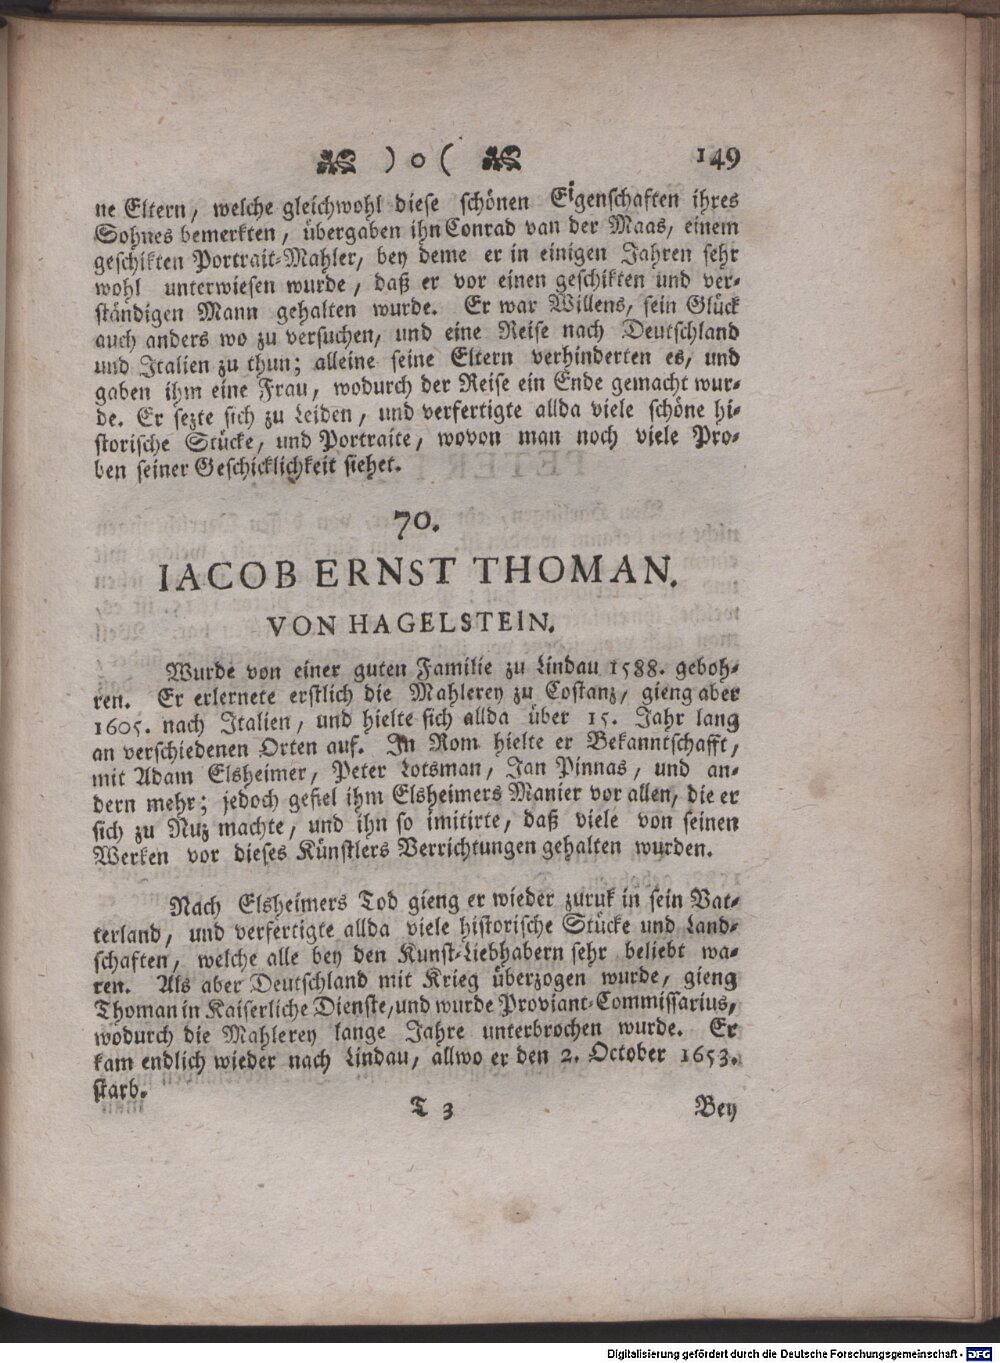 ) o ( 149
ne Eltern, welche gleichwohl diese schönen Eigenschaften ihres
Sohnes bemerkten, übergaben ihn Conrad van der Maas, einem
geschikten Portrait-Mahler, bey deme er in einigen Jahren sehr
wohl unterwiesen wurde, daß er vor einen geschikten und ver-
ständigen Mann gehalten wurde. Er war Willens, sein Glück
auch anders wo zu versuchen, und eine Reise nach Deutschland
und Italien zu thun; alleine seine Eltern verhinderten es, und
gaben ihm eine Frau, wodurch der Reise ein Ende gemacht wur-
de. Er sezte sich zu Leiden, und verfertigte allda viele schöne hi-
storische Stücke, und Portraite, wovon man noch viele Pro-
ben seiner Geschicklichkeit siehet.
70.
IACOB ERNST THOMAN.
VON HAGELSTEIN.
Wurde von einer guten Familie zu Lindau 1588. geboh-
ren. Er erlernete erstlich die Mahlerey zu Costanz, gieng aber
1605. nach Italien, und hielte sich allda über 15. Jahr lang
an verschiedenen Orten auf. In Rom hielte er Bekanntschafft,
mit Adam Elsheimer, Peter Lotsman, Jan Pinnas, und an-
dern mehr; jedoch gefiel ihm Elsheimers Manier vor allen, die er
sich zu Nuz machte, und ihn so imitirte, daß viele von seinen
Werken vor dieses Künstlers Verrichtungen gehalten wurden.
Nach Elsheimers Tod gieng er wieder zuruk in sein Vat-
terland, und verfertigte allda viele historische Stücke und Land-
schaften, welche alle bey den Kunst-Liebhabern sehr beliebt wa-
ren. Als aber Deutschland mit Krieg überzogen wurde, gieng
Thoman in Kaiserliche Dienste, und wurde Proviant-Commissarius,
wodurch die Mahlerey lange Jahre unterbrochen wurde. Er
kam endlich wieder nach Lindau, allwo er den 2. October 1653.
starb.
T 3 Bey
Digitalisierung gefördert durch die Deutsche Forschungsgemeinschaft - DFG